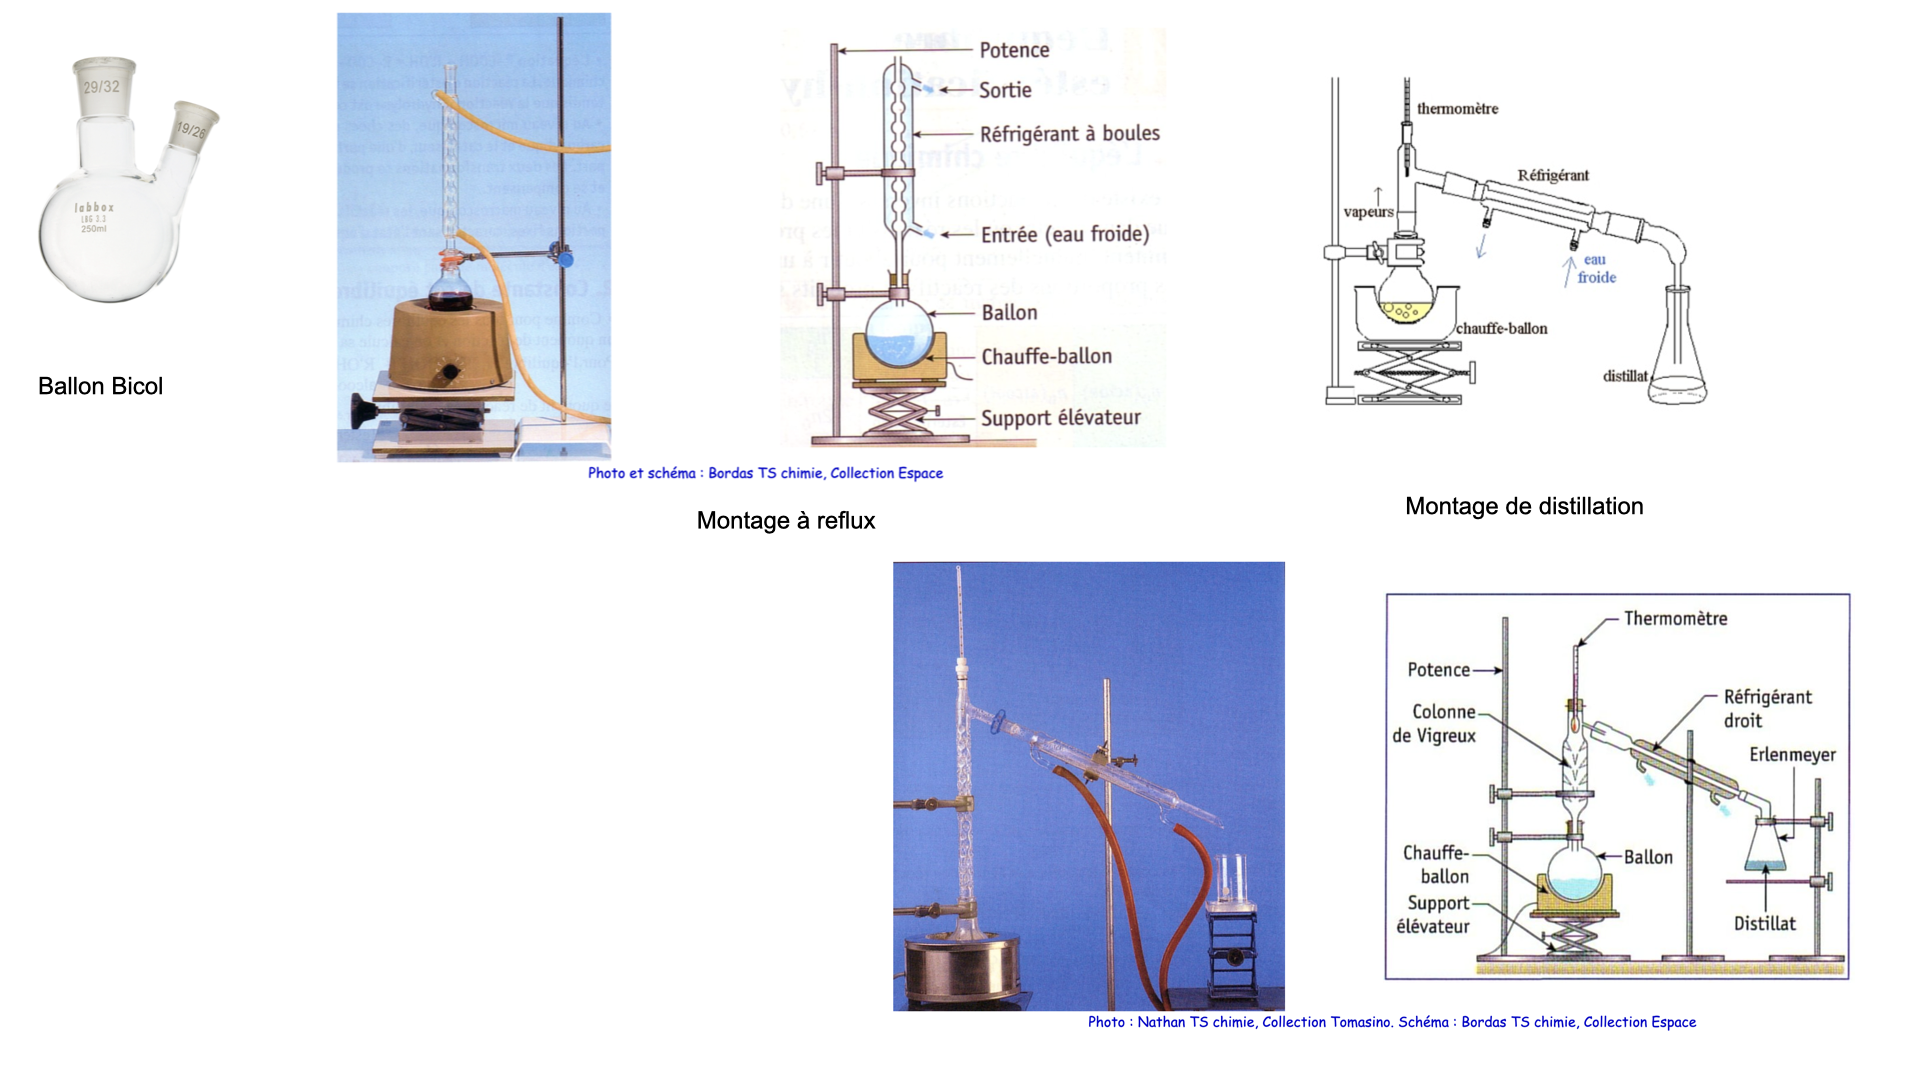 29/32
19/26
labbox
LBG 3.3
250ml
Ballon Bicol
Potence
Sortie
Réfrigérant à boules
Entrée (eau froide)
Ballon
Chauffe-ballon
Support élévateur
Photo et schéma : Bordas TS chimie, Collection Espace
Montage à reflux
thermomètre
Réfrigérant
vapeurs
eau
froide
chauffe-ballon
distillat
Montage de distillation
Thermomètre
Potence
Réfrigérant
droit
Colonne
de Vigreux
Erlenmeyer
Chauffe-
ballon
Ballon
Support
élévateur
Distillat
Photo : Nathan TS chimie, Collection Tomasino. Schéma : Bordas TS chimie, Collection Espace